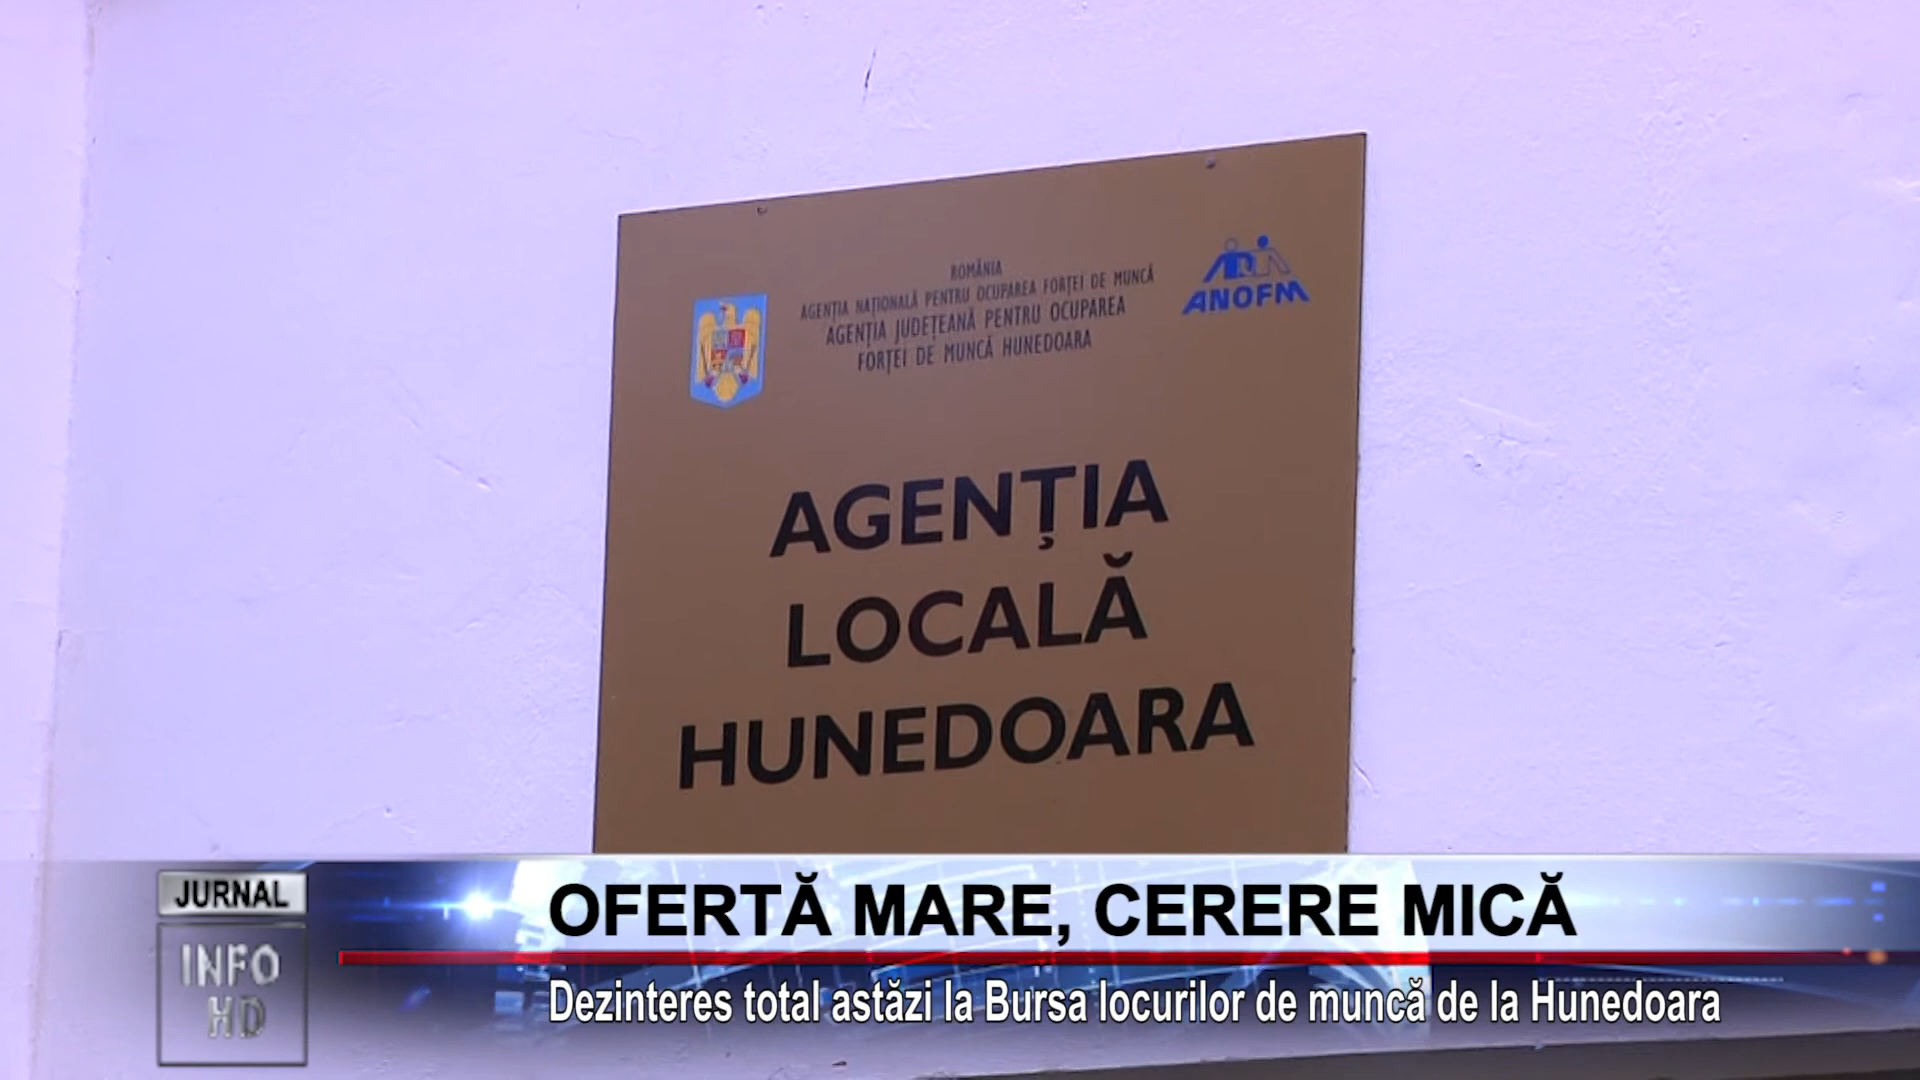 ROMÂNIA
AGENȚIA NAȚIONALĂ PENTRU OCUPAREA FORȚEI DE MUNCĂ
AGENȚIA JUDEȚEANĂ PENTRU OCUPAREA
FORȚEI DE MUNCĂ HUNEDOARA
ANOFM
AGENȚIA
LOCALĂ
HUNEDOARA
JURNAL
INFO
HD
OFERTĂ MARE, CERERE MICĂ
Dezinteres total astăzi la Bursa locurilor de muncă de la Hunedoara